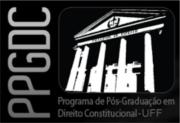 PPGDC
Programa de Pós-Graduação em
Direito Constitucional - UFF